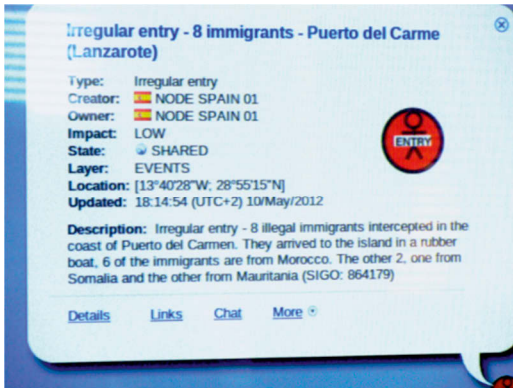 Irregular entry - 8 immigrants - Puerto del Carme
(Lanzarote)
Type: Irregular entry
Creator: NODE SPAIN 01
Owner: NODE SPAIN 01
Impact: LOW
State: SHARED
Layer: EVENTS
Location: [13°40'28"W; 28°55'15"N]
Updated: 18:14:54 (UTC+2) 10/May/2012
ENTRY
Description: Irregular entry - 8 illegal immigrants intercepted in the
coast of Puerto del Carmen. They arrived to the island in a rubber
boat, 6 of the immigrants are from Morocco. The other 2, one from
Somalia and the other from Mauritania (SIGO: 864179)
Details Links Chat More